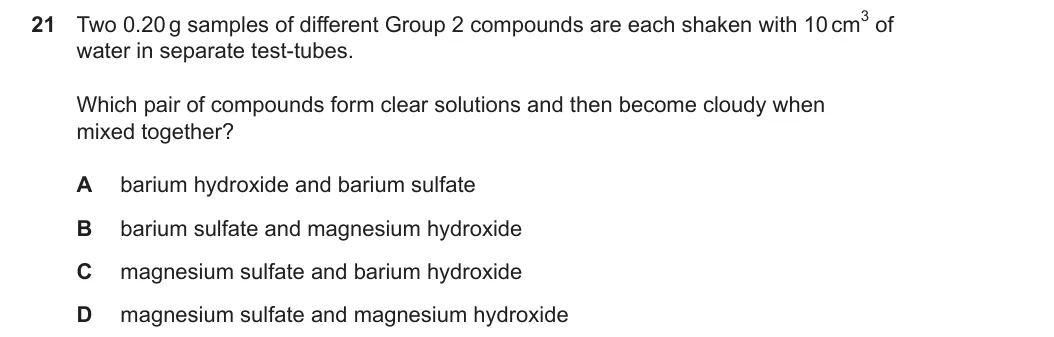 21 Two 0.20 g samples of different Group 2 compounds are each shaken with 10 cm³ of
water in separate test-tubes.
Which pair of compounds form clear solutions and then become cloudy when
mixed together?
A barium hydroxide and barium sulfate
B barium sulfate and magnesium hydroxide
C magnesium sulfate and barium hydroxide
D magnesium sulfate and magnesium hydroxide